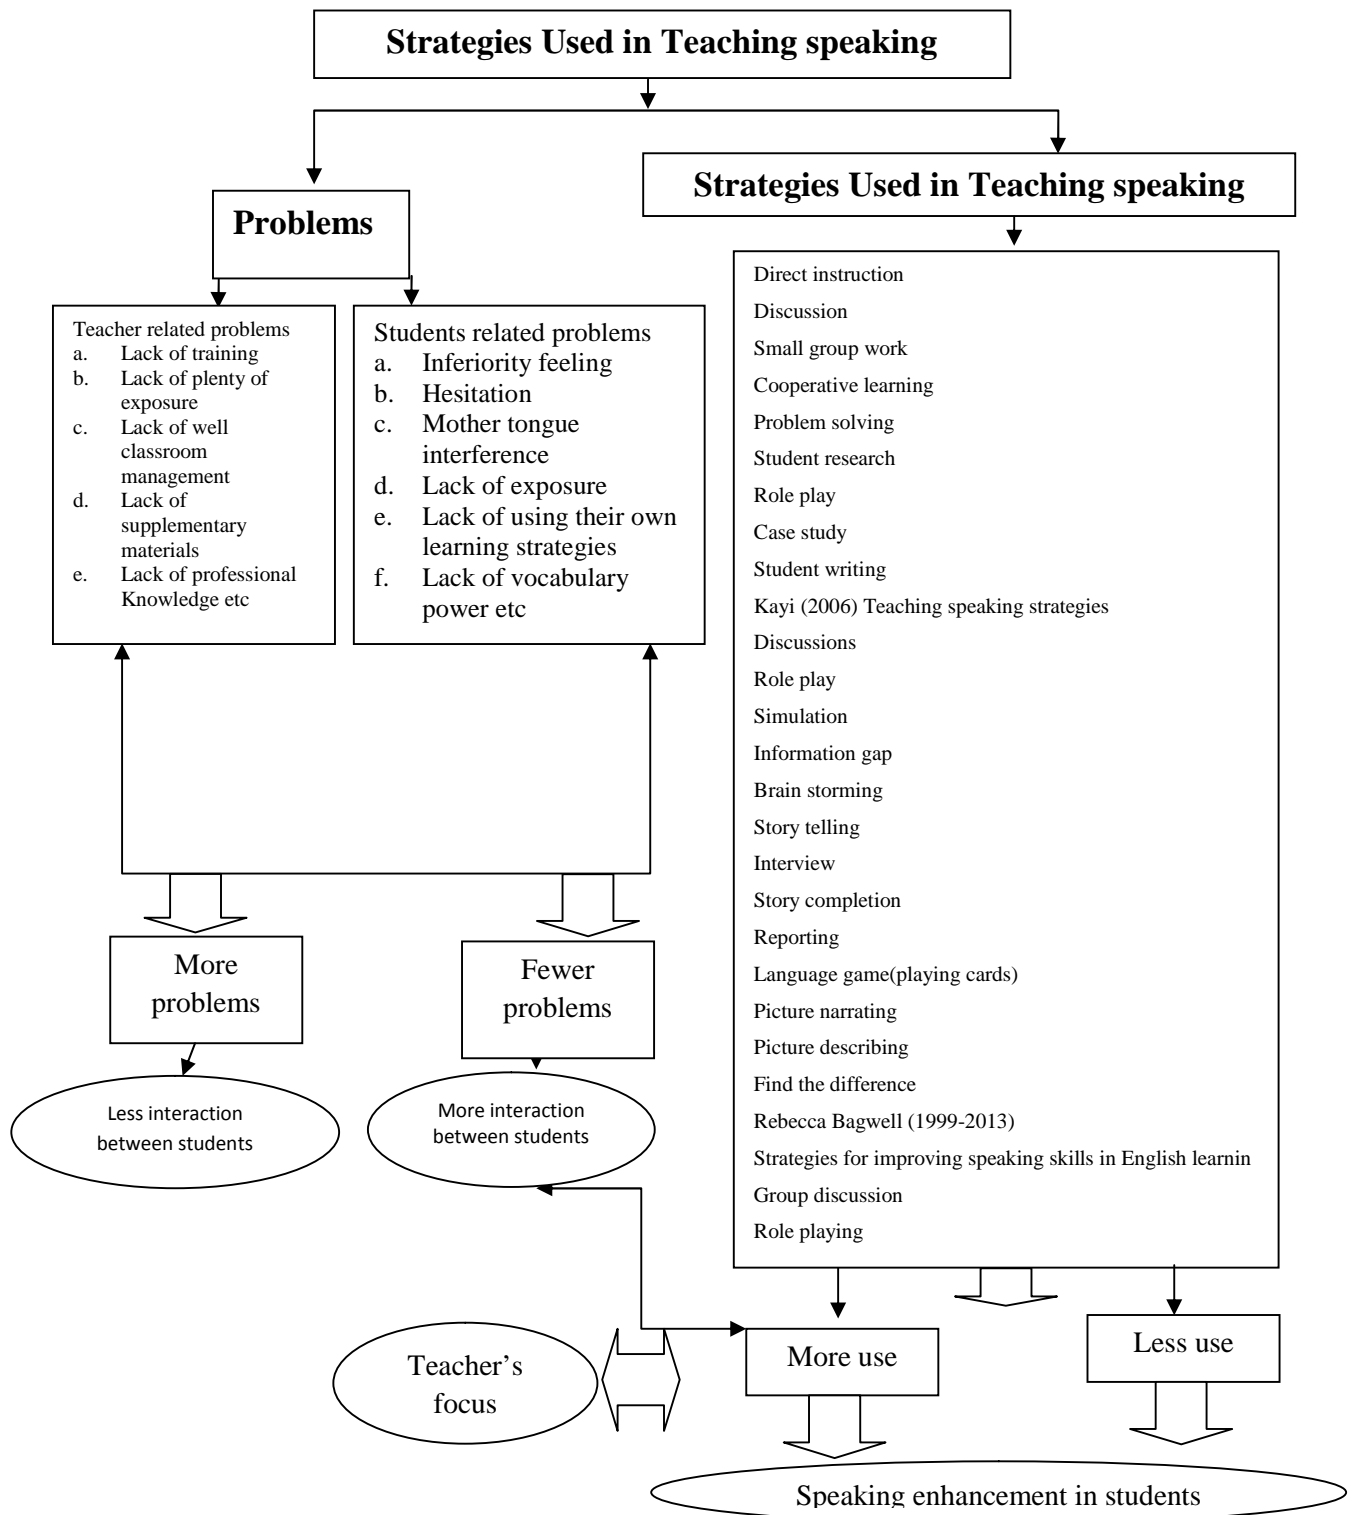 Strategies Used in Teaching speaking
Strategies Used in Teaching speaking
Problems
Teacher related problems
a. Lack of training
b. Lack of plenty of
exposure
c. Lack of well
classroom
management
d. Lack of
supplementary
materials
e. Lack of professional
Knowledge etc
Students related problems
a. Inferiority feeling
b. Hesitation
c. Mother tongue
interference
d. Lack of exposure
e. Lack of using their own
learning strategies
f. Lack of vocabulary
power etc
Direct instruction
Discussion
Small group work
Cooperative learning
Problem solving
Student research
Role play
Case study
Student writing
Kayi (2006) Teaching speaking strategies
Discussions
Role play
Simulation
Information gap
Brain storming
Story telling
Interview
Story completion
Reporting
Language game(playing cards)
Picture narrating
Picture describing
Find the difference
Rebecca Bagwell (1999-2013)
Strategies for improving speaking skills in English learnin
Group discussion
Role playing
More
problems
Fewer
problems
Less interaction
between students
More interaction
between students
Teacher’s
focus
More use
Less use
Speaking enhancement in students